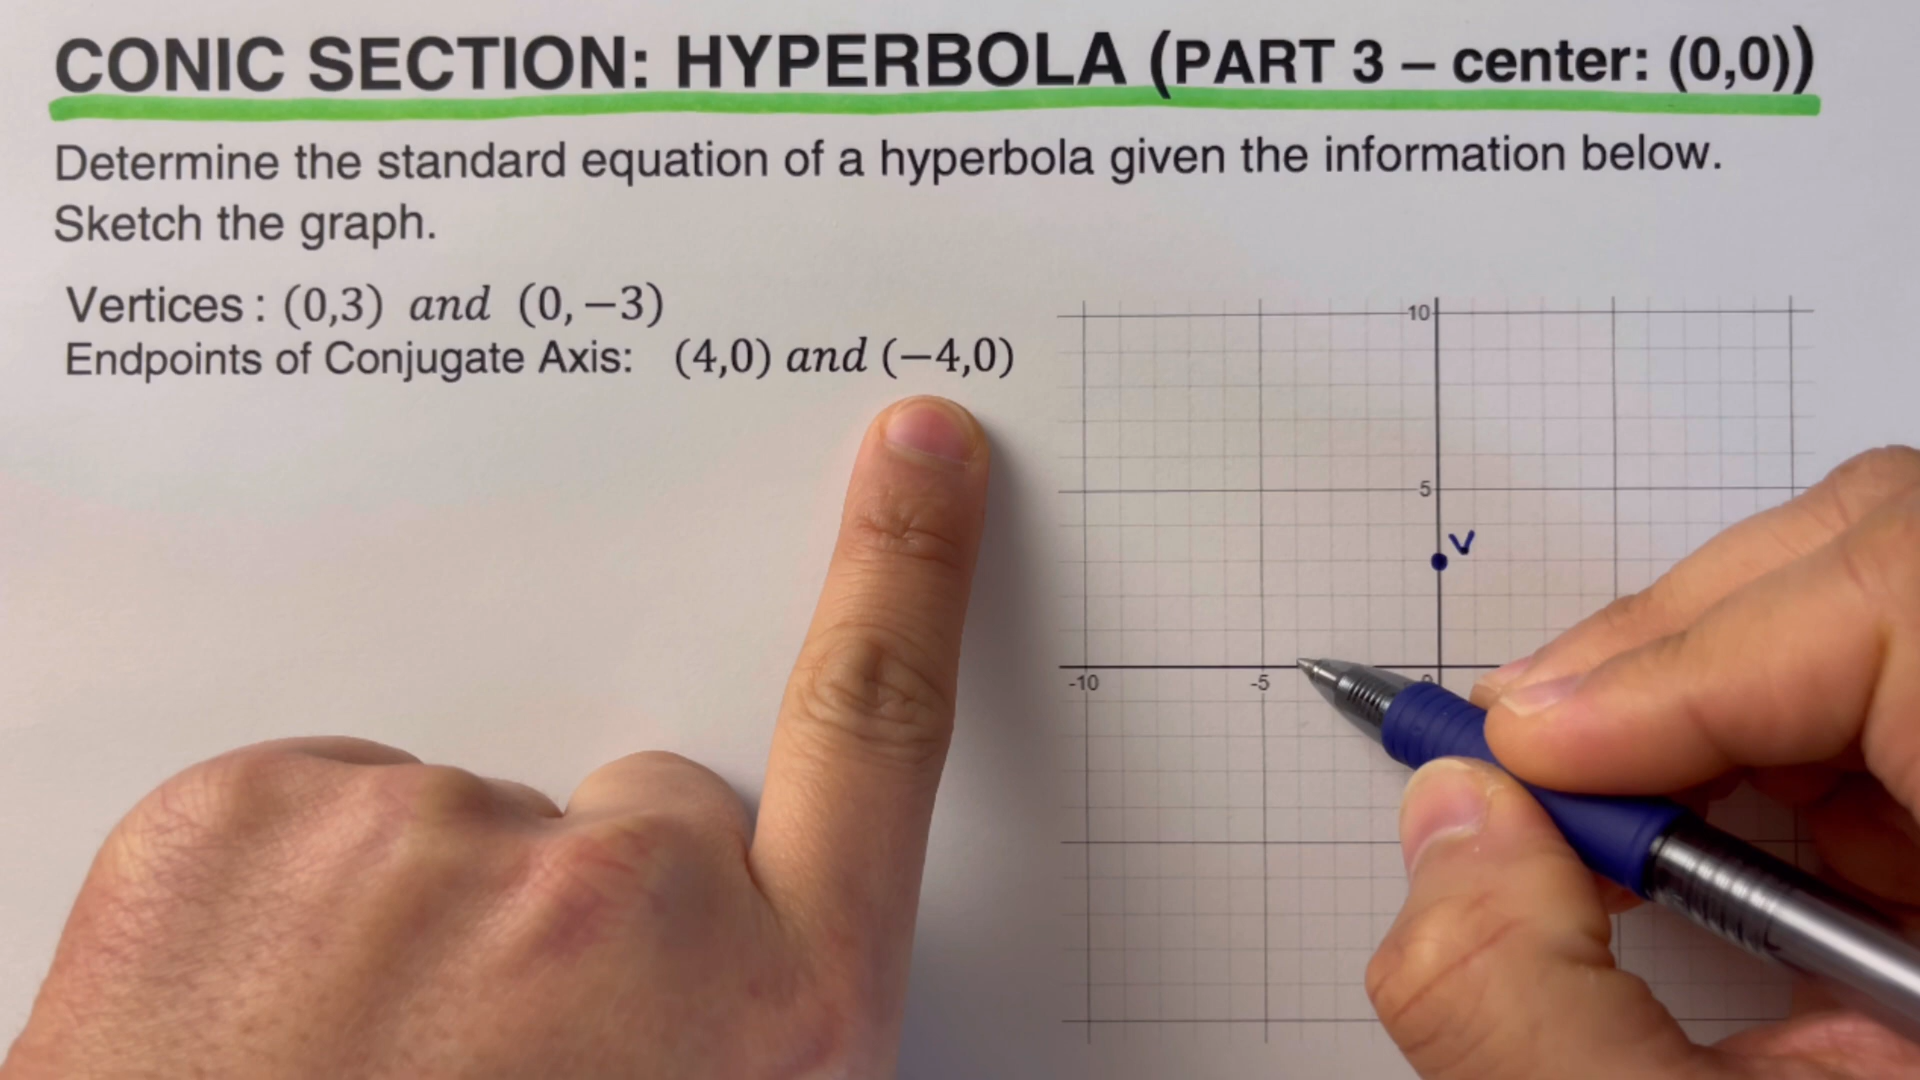 CONIC SECTION: HYPERBOLA (PART 3 – center: (0,0))
Determine the standard equation of a hyperbola given the information below.
Sketch the graph.
Vertices : (0,3) and (0, −3)
Endpoints of Conjugate Axis: (4,0) and (−4,0)
10
5
V
-10 -5 0